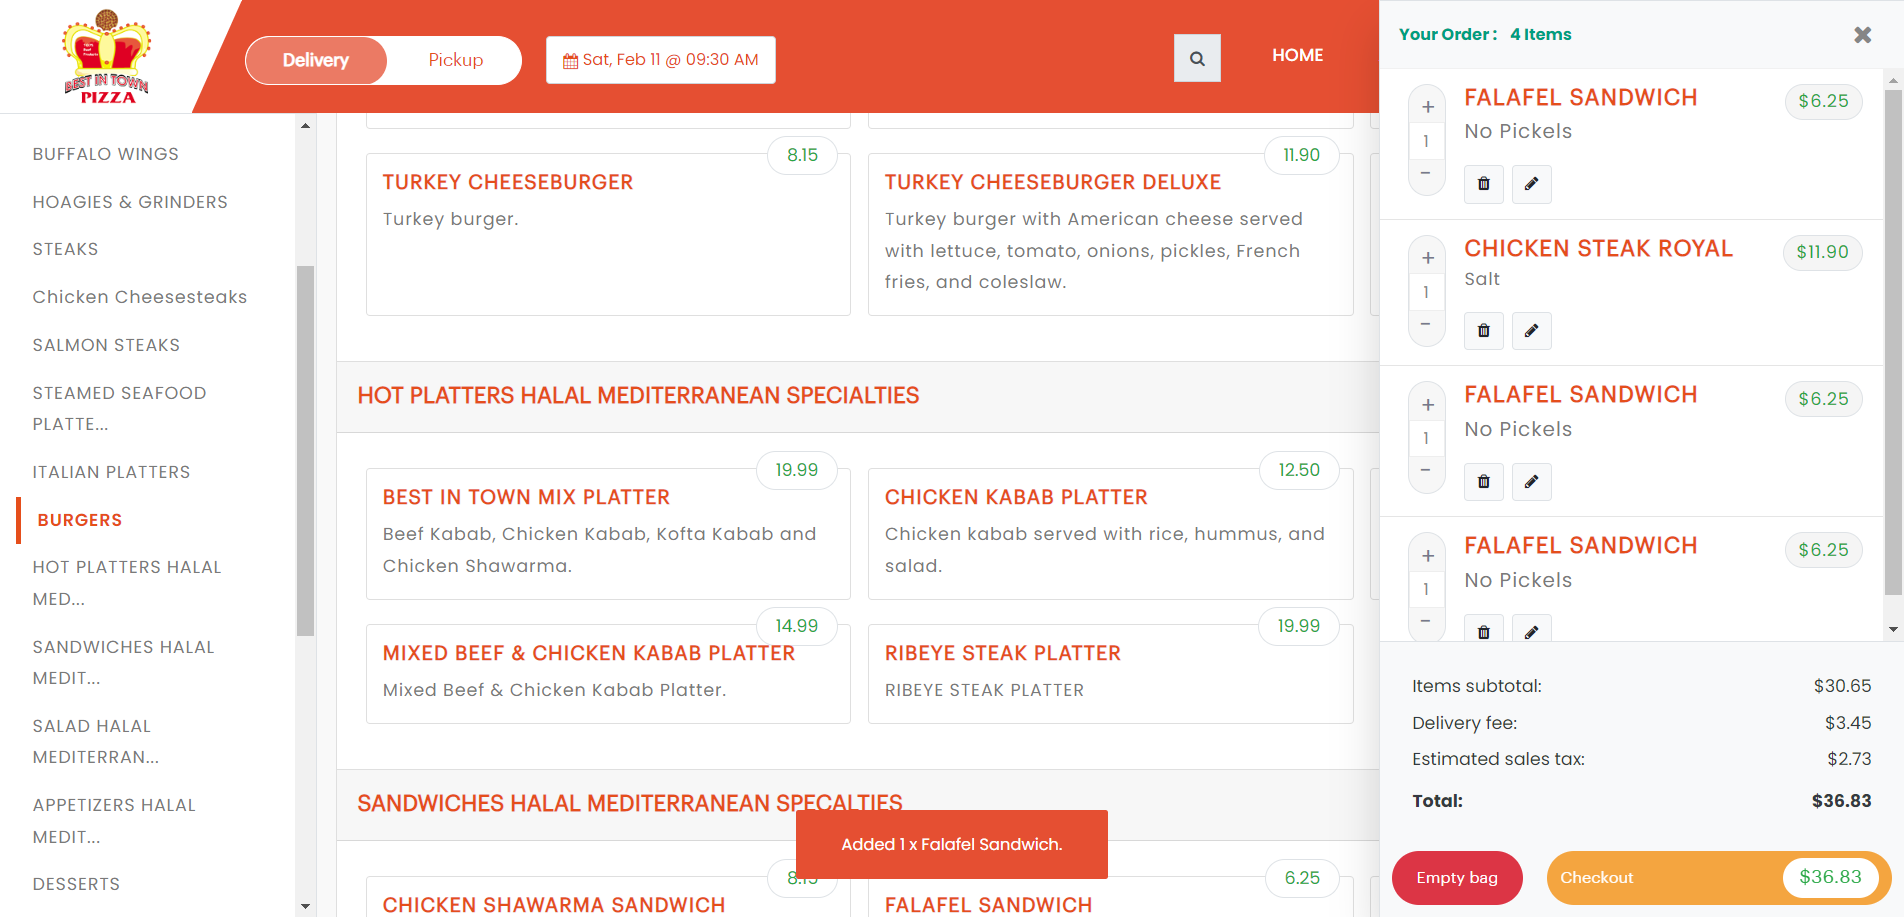 BEST IN TOWN
PIZZA
Delivery
Pickup
Sat, Feb 11 @ 09:30 AM
HOME
BUFFALO WINGS
HOAGIES & GRINDERS
STEAKS
Chicken Cheesesteaks
SALMON STEAKS
STEAMED SEAFOOD
PLATTE...
ITALIAN PLATTERS
BURGERS
HOT PLATTERS HALAL
MED...
SANDWICHES HALAL
MEDIT...
SALAD HALAL
MEDITERRAN...
APPETIZERS HALAL
MEDIT...
DESSERTS
8.15
TURKEY CHEESEBURGER
Turkey burger.
11.90
TURKEY CHEESEBURGER DELUXE
Turkey burger with American cheese served
with lettuce, tomato, onions, pickles, French
fries, and coleslaw.
HOT PLATTERS HALAL MEDITERRANEAN SPECIALTIES
19.99
BEST IN TOWN MIX PLATTER
Beef Kabab, Chicken Kabab, Kofta Kabab and
Chicken Shawarma.
12.50
CHICKEN KABAB PLATTER
Chicken kabab served with rice, hummus, and
salad.
14.99
MIXED BEEF & CHICKEN KABAB PLATTER
Mixed Beef & Chicken Kabab Platter.
19.99
RIBEYE STEAK PLATTER
RIBEYE STEAK PLATTER
SANDWICHES HALAL MEDITERRANEAN SPECALTIES
Added 1 x Falafel Sandwich.
8.15
CHICKEN SHAWARMA SANDWICH
6.25
FALAFEL SANDWICH
Your Order : 4 Items
+
1
-
FALAFEL SANDWICH
$6.25
No Pickels
+
1
-
CHICKEN STEAK ROYAL
$11.90
Salt
+
1
-
FALAFEL SANDWICH
$6.25
No Pickels
+
1
-
FALAFEL SANDWICH
$6.25
No Pickels
Items subtotal: $30.65
Delivery fee: $3.45
Estimated sales tax: $2.73
Total: $36.83
Empty bag
Checkout $36.83